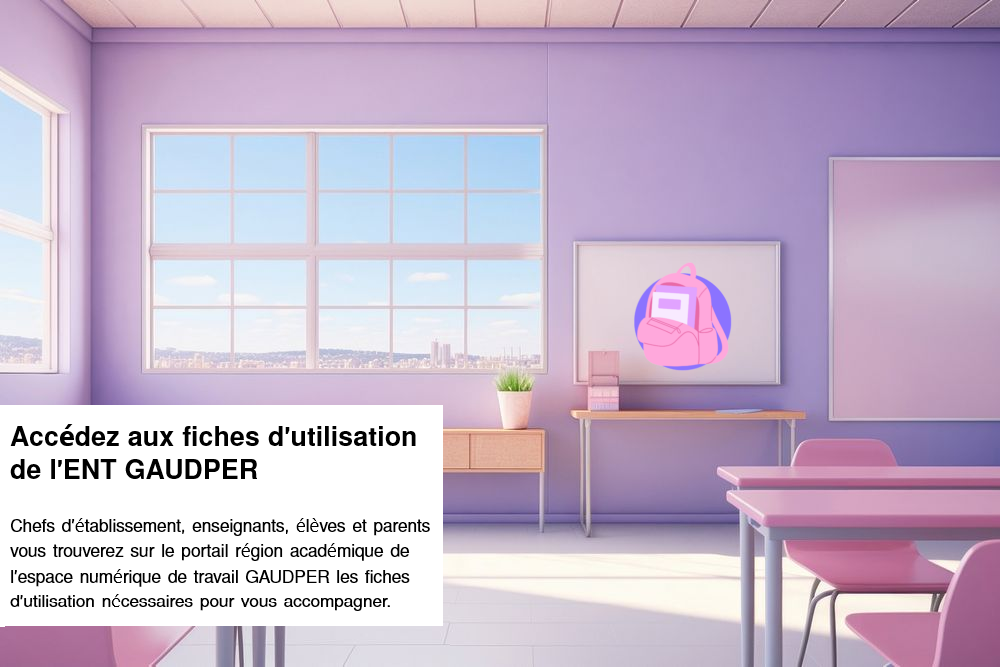 Accédez aux fiches d'utilisation
de l'ENT GAUDPER
Chefs d'établissement, enseignants, élèves et parents
vous trouverez sur le portail région académique de
l'espace numérique de travail GAUDPER les fiches
d'utilisation nécessaires pour vous accompagner.